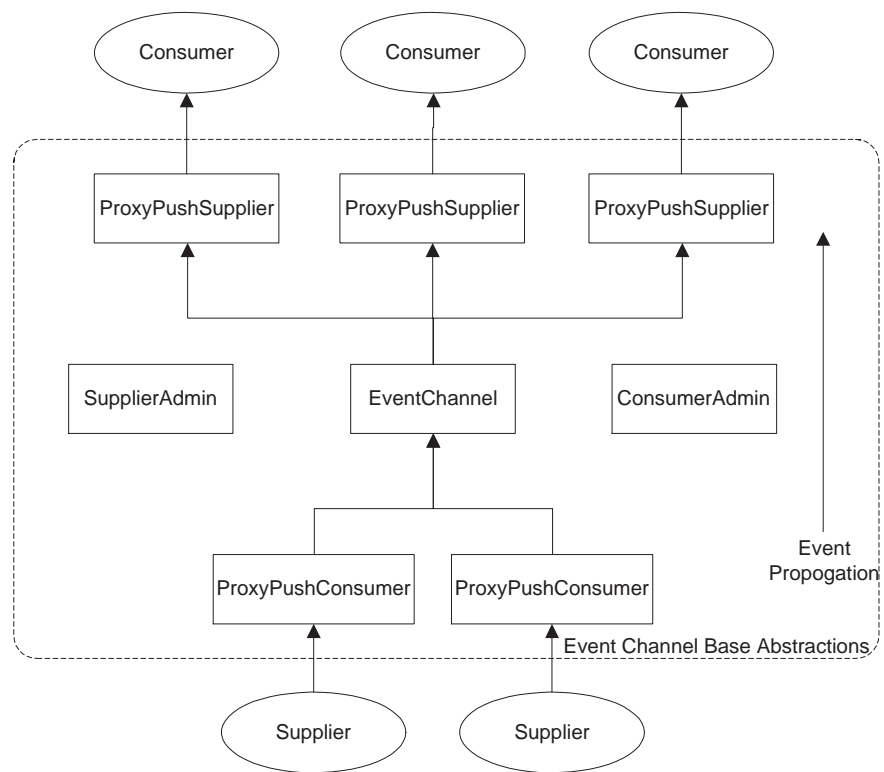 Consumer
Consumer
Consumer
ProxyPushSupplier
ProxyPushSupplier
ProxyPushSupplier
SupplierAdmin
EventChannel
ConsumerAdmin
Event
Propogation
ProxyPushConsumer
ProxyPushConsumer
Event Channel Base Abstractions
Supplier
Supplier